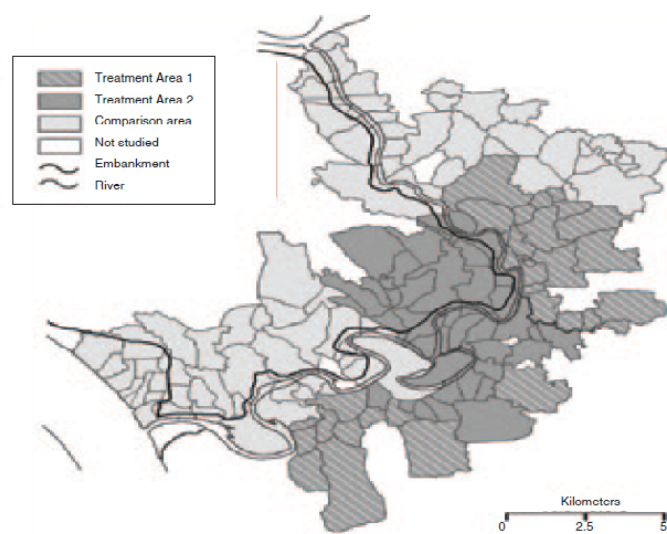 Treatment Area 1
Treatment Area 2
Comparison area
Not studied
Embankment
River
Kilometers
0 2.5 5